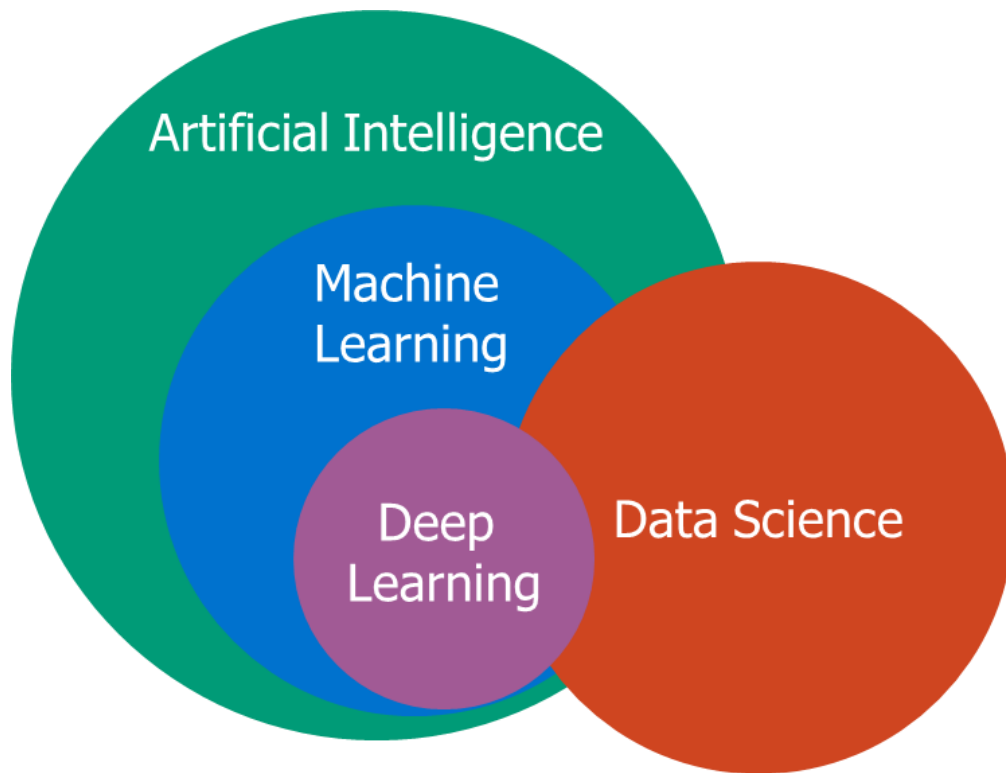 Artificial Intelligence
Machine
Learning
Deep
Learning
Data Science